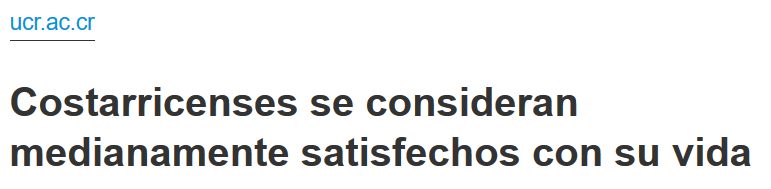 ucr.ac.cr
Costarricenses se consideran
medianamente satisfechos con su vida